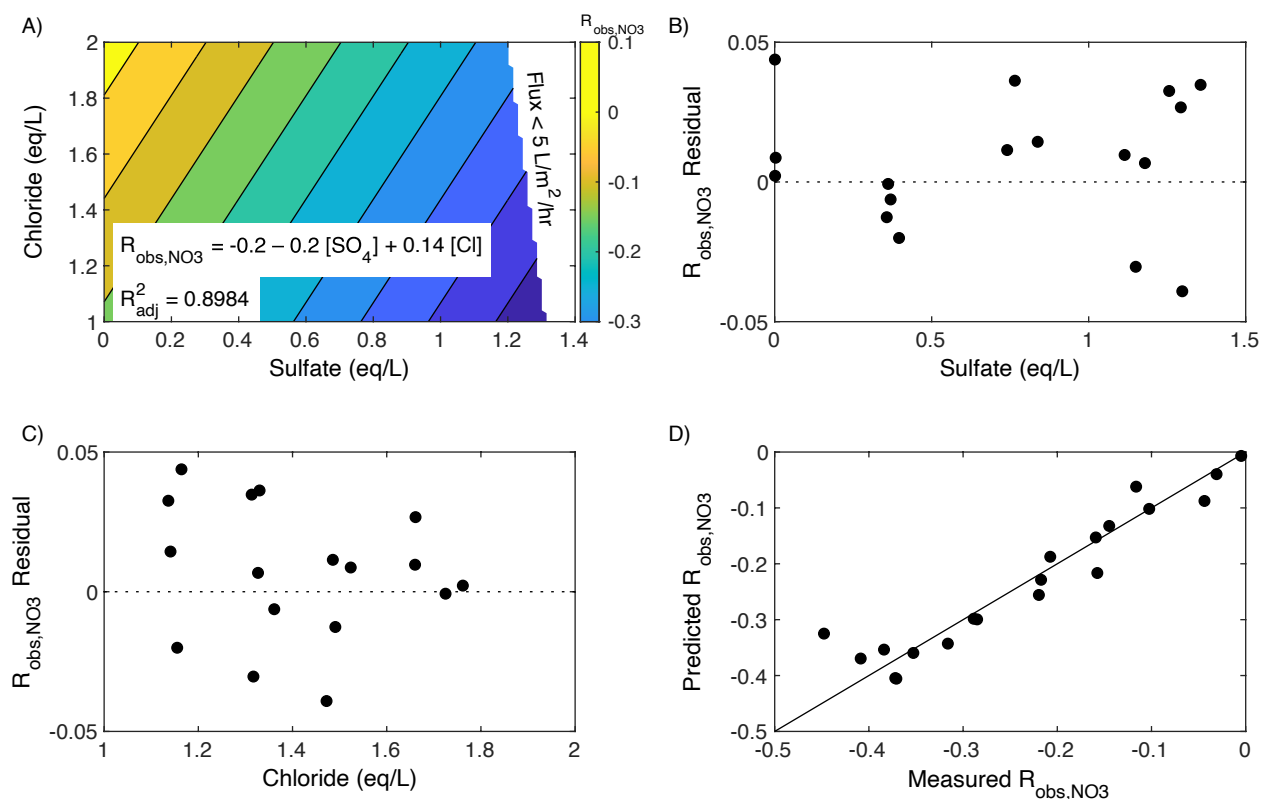 A)
R_obs,NO3
2
1.8
1.6
1.4
1.2
1
Chloride (eq/L)
0
0.2
0.4
0.6
0.8
1
1.2
1.4
Sulfate (eq/L)
Flux < 5 L/m^2/hr
R_obs,NO3 = -0.2 – 0.2 [SO_4] + 0.14 [Cl]
R^2_adj = 0.8984
0.1
0
-0.1
-0.2
-0.3
B)
0.05
0
-0.05
R_obs,NO3 Residual
0
0.5
1
1.5
Sulfate (eq/L)
C)
0.05
0
-0.05
R_obs,NO3 Residual
1
1.2
1.4
1.6
1.8
2
Chloride (eq/L)
D)
0
-0.1
-0.2
-0.3
-0.4
-0.5
Predicted R_obs,NO3
-0.5
-0.4
-0.3
-0.2
-0.1
0
Measured R_obs,NO3